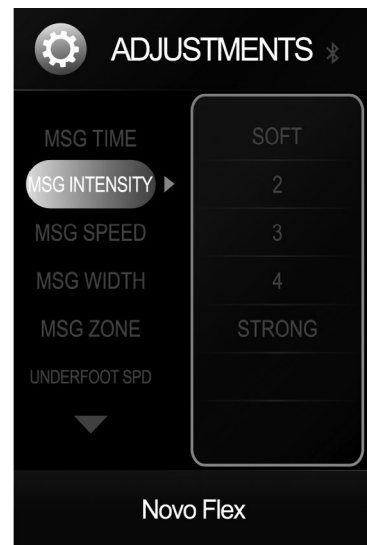 ADJUSTMENTS
MSG TIME
MSG INTENSITY
MSG SPEED
MSG WIDTH
MSG ZONE
UNDERFOOT SPD
SOFT
2
3
4
STRONG
Novo Flex